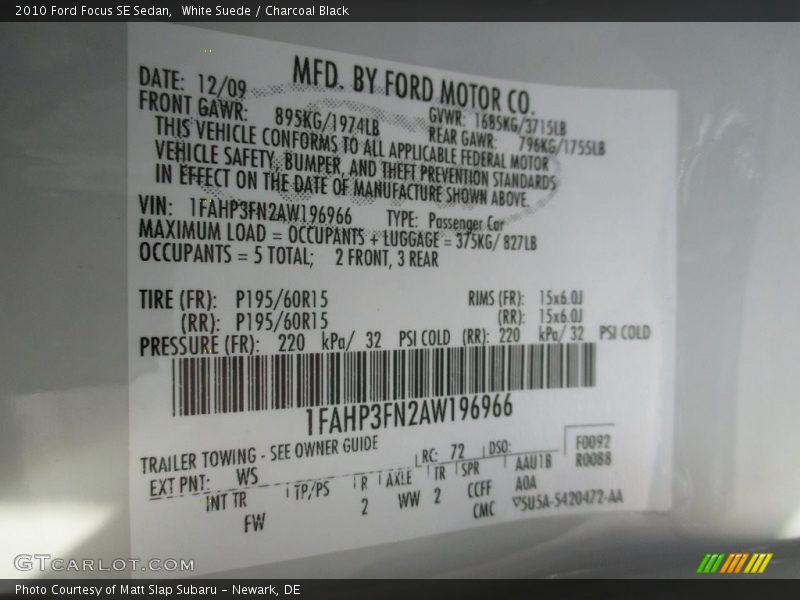 2010 Ford Focus SE Sedan,  White Suede / Charcoal Black
MFD. BY FORD MOTOR CO.
DATE: 12/09
GVWR: 1685KG/3715LB
FRONT GAWR: 895KG/1974LB
REAR GAWR: 796KG/1755LB
THIS VEHICLE CONFORMS TO ALL APPLICABLE FEDERAL MOTOR
VEHICLE SAFETY, BUMPER, AND THEFT PREVENTION STANDARDS
IN EFFECT ON THE DATE OF MANUFACTURE SHOWN ABOVE.
VIN: 1FAHP3FN2AW196966 TYPE: Passenger Car
MAXIMUM LOAD = OCCUPANTS + LUGGAGE = 375KG/ 827LB
OCCUPANTS = 5 TOTAL; 2 FRONT, 3 REAR
TIRE (FR): P195/60R15 RIMS (FR): 15x6.0J
(RR): P195/60R15 (RR): 15x6.0J
PRESSURE (FR): 220 kPa/ 32 PSI COLD (RR): 220 kPa/ 32 PSI COLD
1FAHP3FN2AW196966
TRAILER TOWING - SEE OWNER GUIDE
RC: 72 DSO: F0092
EXT PNT: WS R0088
INT TR TP/PS R AXLE TR SPR AAU1B
FW 2 WW 2 CCFF A0A
CMC ▽5U5A-5420472-AA
GTCARLOT.COM
Photo Courtesy of Matt Slap Subaru - Newark, DE